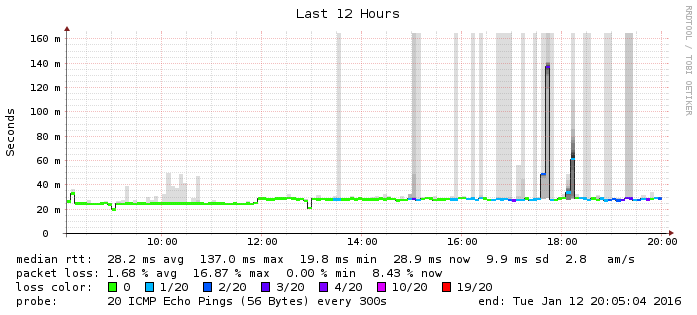 Last 12 Hours
RRDTOOL / TOBI OETIKER
Seconds
160 m
140 m
120 m
100 m
80 m
60 m
40 m
20 m
0
10:00 12:00 14:00 16:00 18:00 20:00
median rtt: 28.2 ms avg 137.0 ms max 19.8 ms min 28.9 ms now 9.9 ms sd 2.8 am/s
packet loss: 1.68 % avg 16.87 % max 0.00 % min 8.43 % now
loss color: 0 1/20 2/20 3/20 4/20 10/20 19/20
probe: 20 ICMP Echo Pings (56 Bytes) every 300s end: Tue Jan 12 20:05:04 2016